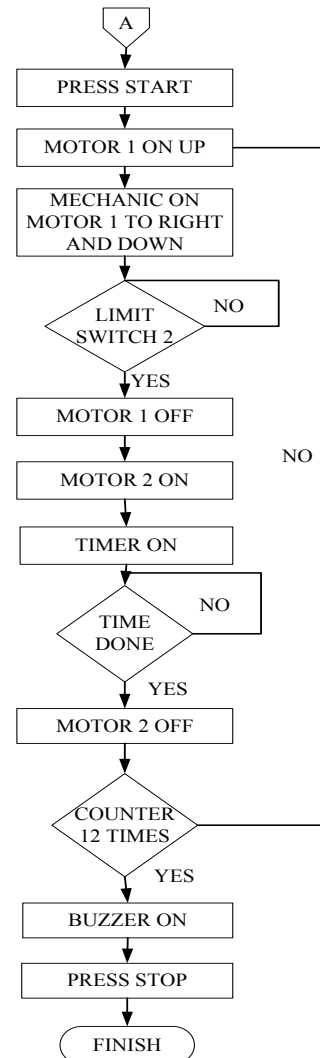 A
PRESS START
MOTOR 1 ON UP
MECHANIC ON
MOTOR 1 TO RIGHT
AND DOWN
NO
LIMIT
SWITCH 2
YES
MOTOR 1 OFF
NO
MOTOR 2 ON
TIMER ON
NO
TIME
DONE
YES
MOTOR 2 OFF
COUNTER
12 TIMES
YES
BUZZER ON
PRESS STOP
FINISH